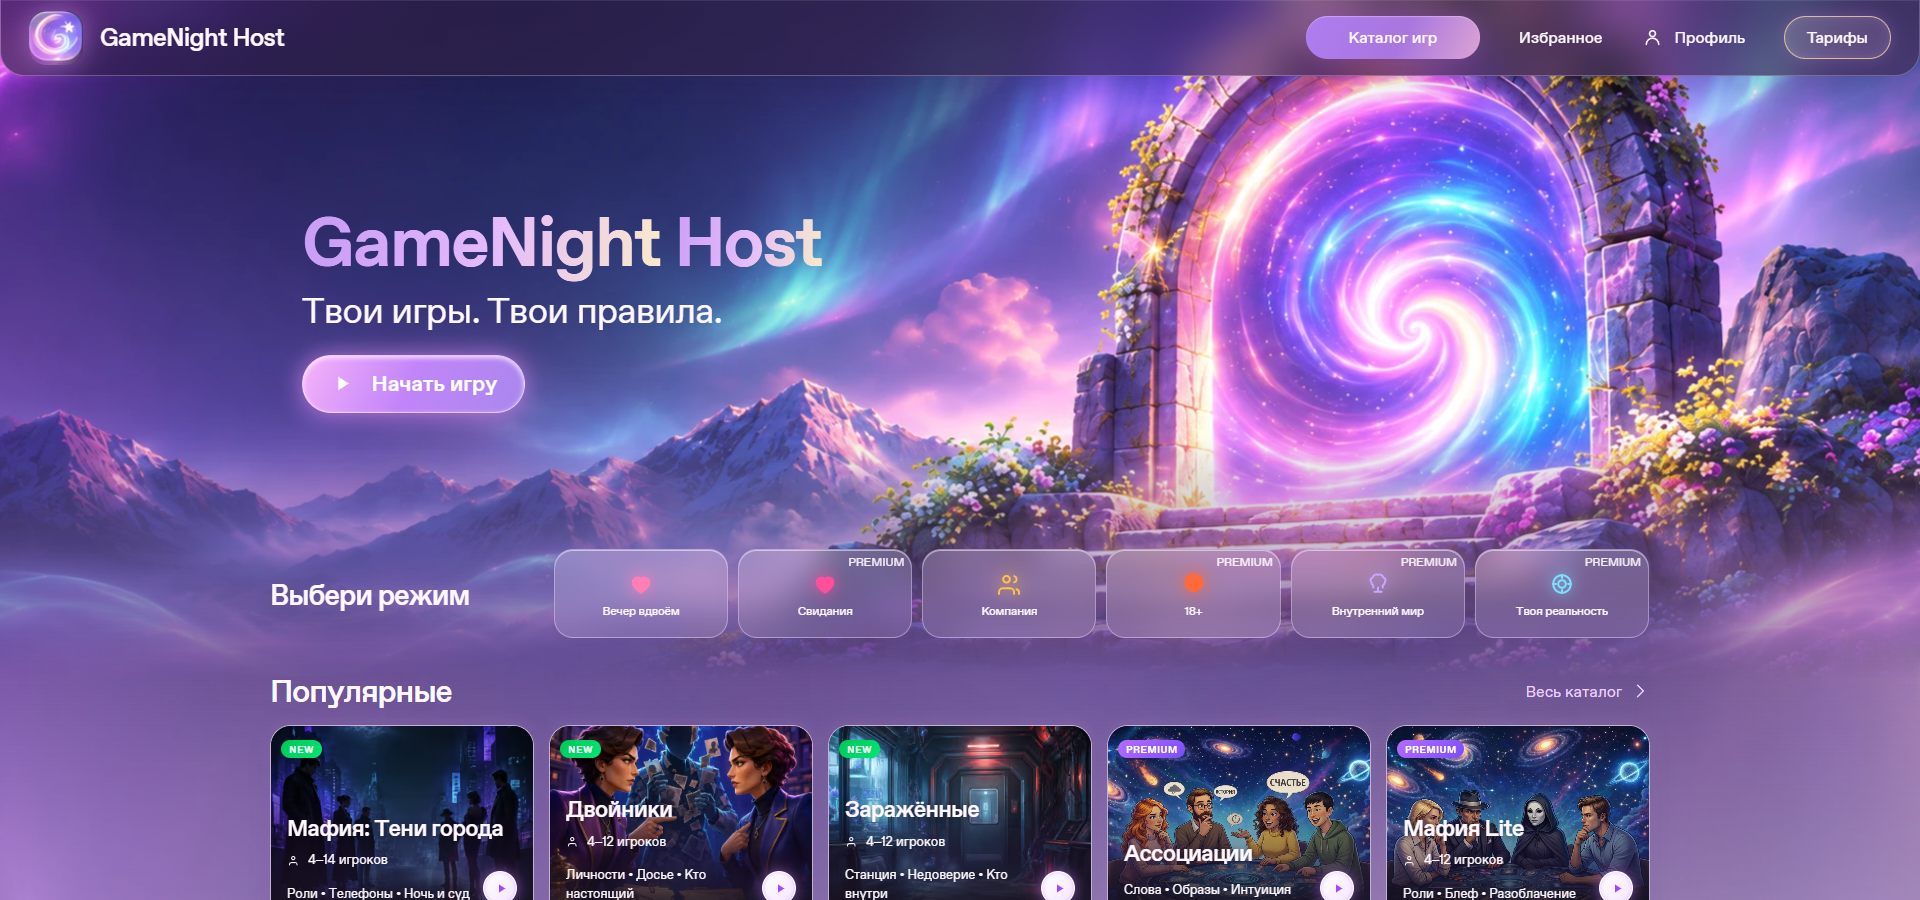 GameNight Host
Каталог игр
Избранное
Профиль
Тарифы
GameNight Host
Твои игры. Твои правила.
Начать игру
Выбери режим
Вечер вдвоём
PREMIUM
Свидания
Компания
PREMIUM
18+
PREMIUM
Внутренний мир
PREMIUM
Твоя реальность
Популярные
Весь каталог
NEW
Мафия: Тени города
4–14 игроков
Роли • Телефоны • Ночь и суд
NEW
Двойники
4–12 игроков
Личности • Досье • Кто
настоящий
NEW
Заражённые
4–12 игроков
Станция • Недоверие • Кто
внутри
PREMIUM
СЧАСТЬЕ
ИСТОРИЯ
Ассоциации
Слова • Образы • Интуиция
PREMIUM
Мафия Lite
4–12 игроков
Роли • Блеф • Разоблачение